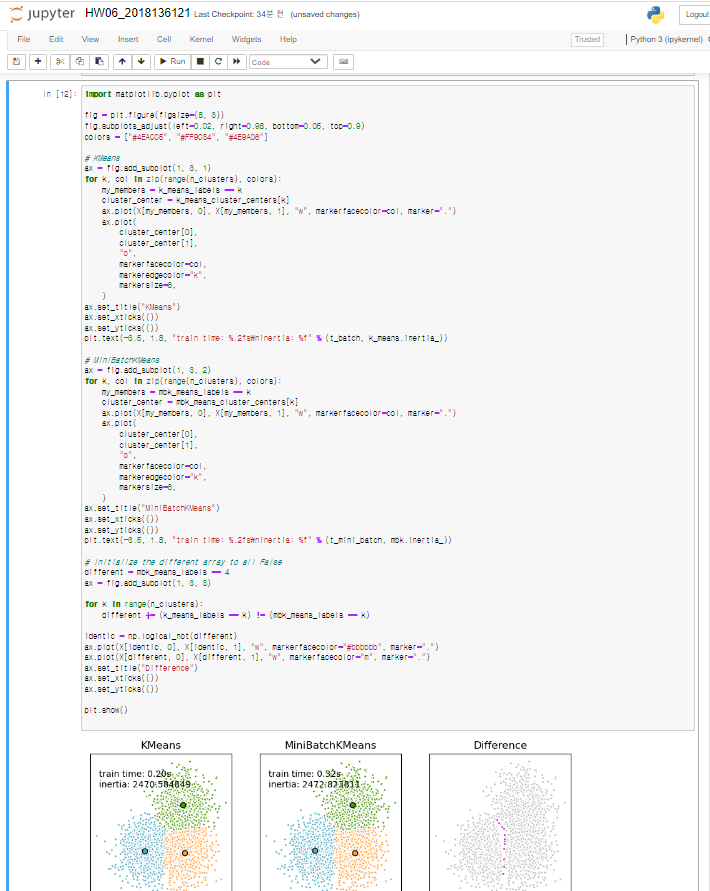 jupyter HW06_2018136121 Last Checkpoint: 34분 전 (unsaved changes) Logout
File Edit View Insert Cell Kernel Widgets Help Trusted Python 3 (ipykernel)
Run Code
In [12]: import matplotlib.pyplot as plt
fig = plt.figure(figsize=(8, 3))
fig.subplots_adjust(left=0.02, right=0.98, bottom=0.05, top=0.9)
colors = ["#4EACC5", "#FF9C34", "#4E9A06"]
# KMeans
ax = fig.add_subplot(1, 3, 1)
for k, col in zip(range(n_clusters), colors):
my_members = k_means_labels == k
cluster_center = k_means_cluster_centers[k]
ax.plot(X[my_members, 0], X[my_members, 1], "w", markerfacecolor=col, marker=".")
ax.plot(
cluster_center[0],
cluster_center[1],
"o",
markerfacecolor=col,
markeredgecolor="k",
markersize=6,
)
ax.set_title("KMeans")
ax.set_xticks(())
ax.set_yticks(())
plt.text(-3.5, 1.8, "train time: %.2fs₩ninertia: %f" % (t_batch, k_means.inertia_))
# MiniBatchKMeans
ax = fig.add_subplot(1, 3, 2)
for k, col in zip(range(n_clusters), colors):
my_members = mbk_means_labels == k
cluster_center = mbk_means_cluster_centers[k]
ax.plot(X[my_members, 0], X[my_members, 1], "w", markerfacecolor=col, marker=".")
ax.plot(
cluster_center[0],
cluster_center[1],
"o",
markerfacecolor=col,
markeredgecolor="k",
markersize=6,
)
ax.set_title("MiniBatchKMeans")
ax.set_xticks(())
ax.set_yticks(())
plt.text(-3.5, 1.8, "train time: %.2fs₩ninertia: %f" % (t_mini_batch, mbk.inertia_))
# Initialize the different array to all False
different = mbk_means_labels == 4
ax = fig.add_subplot(1, 3, 3)
for k in range(n_clusters):
different += (k_means_labels == k) != (mbk_means_labels == k)
identic = np.logical_not(different)
ax.plot(X[identic, 0], X[identic, 1], "w", markerfacecolor="#bbbbbb", marker=".")
ax.plot(X[different, 0], X[different, 1], "w", markerfacecolor="m", marker=".")
ax.set_title("Difference")
ax.set_xticks(())
ax.set_yticks(())
plt.show()
KMeans MiniBatchKMeans Difference
train time: 0.20s train time: 0.32s
inertia: 2470.584849 inertia: 2472.823611